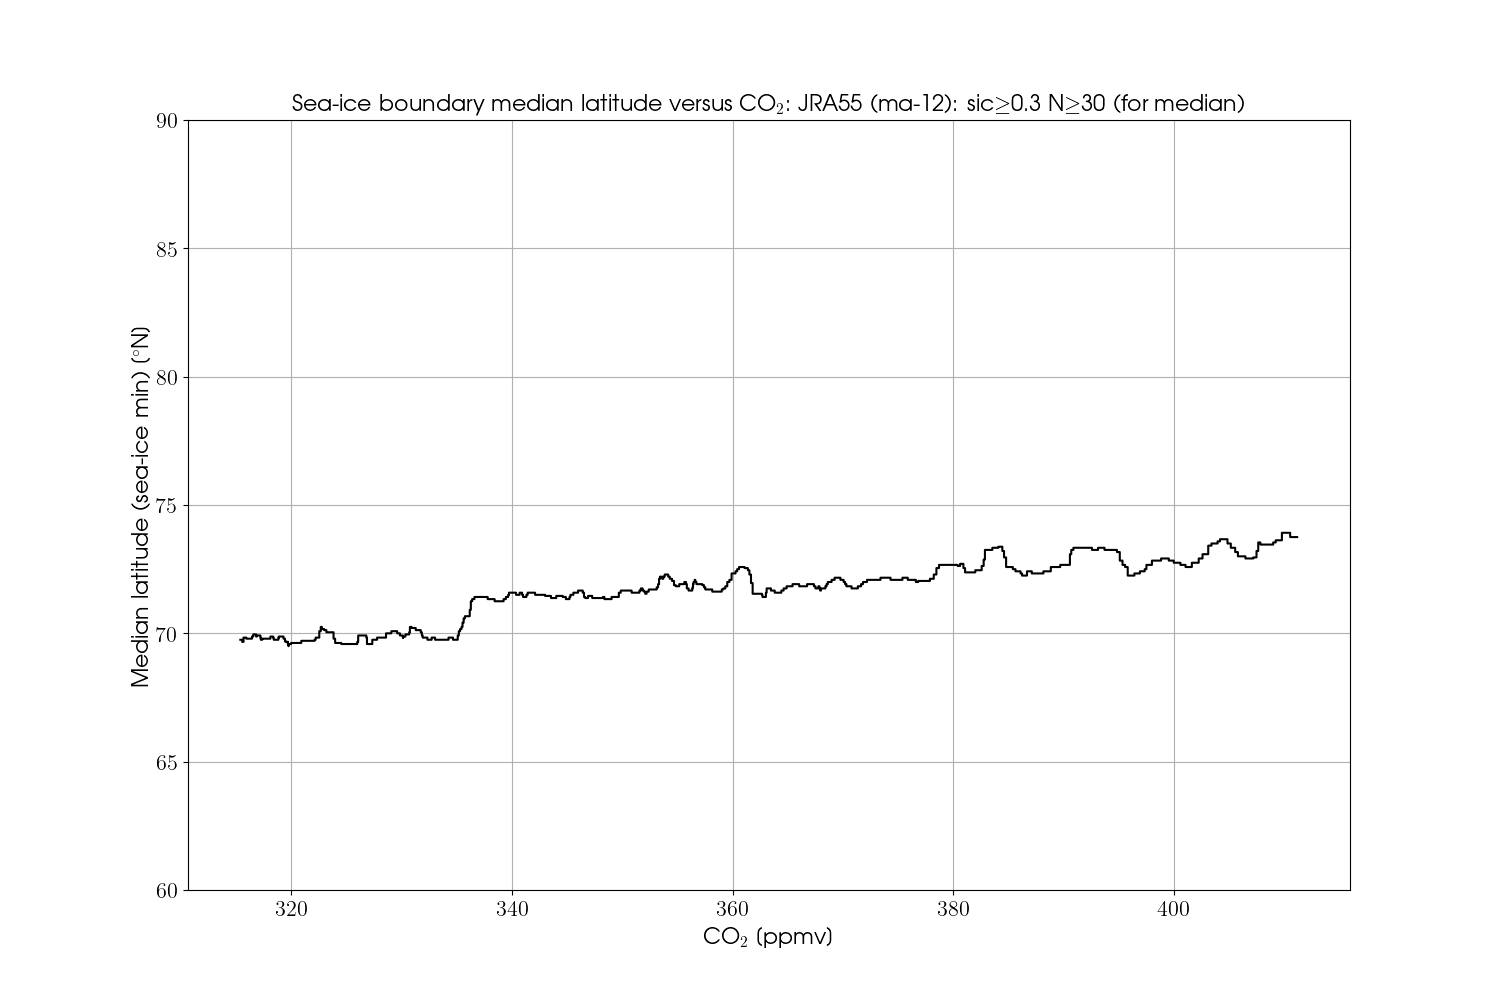 Sea-ice boundary median latitude versus CO₂: JRA55 (ma-12): sic≥0.3 N≥30 (for median)
Median latitude (sea-ice min) (°N)
90
85
80
75
70
65
60
320 340 360 380 400
CO₂ (ppmv)